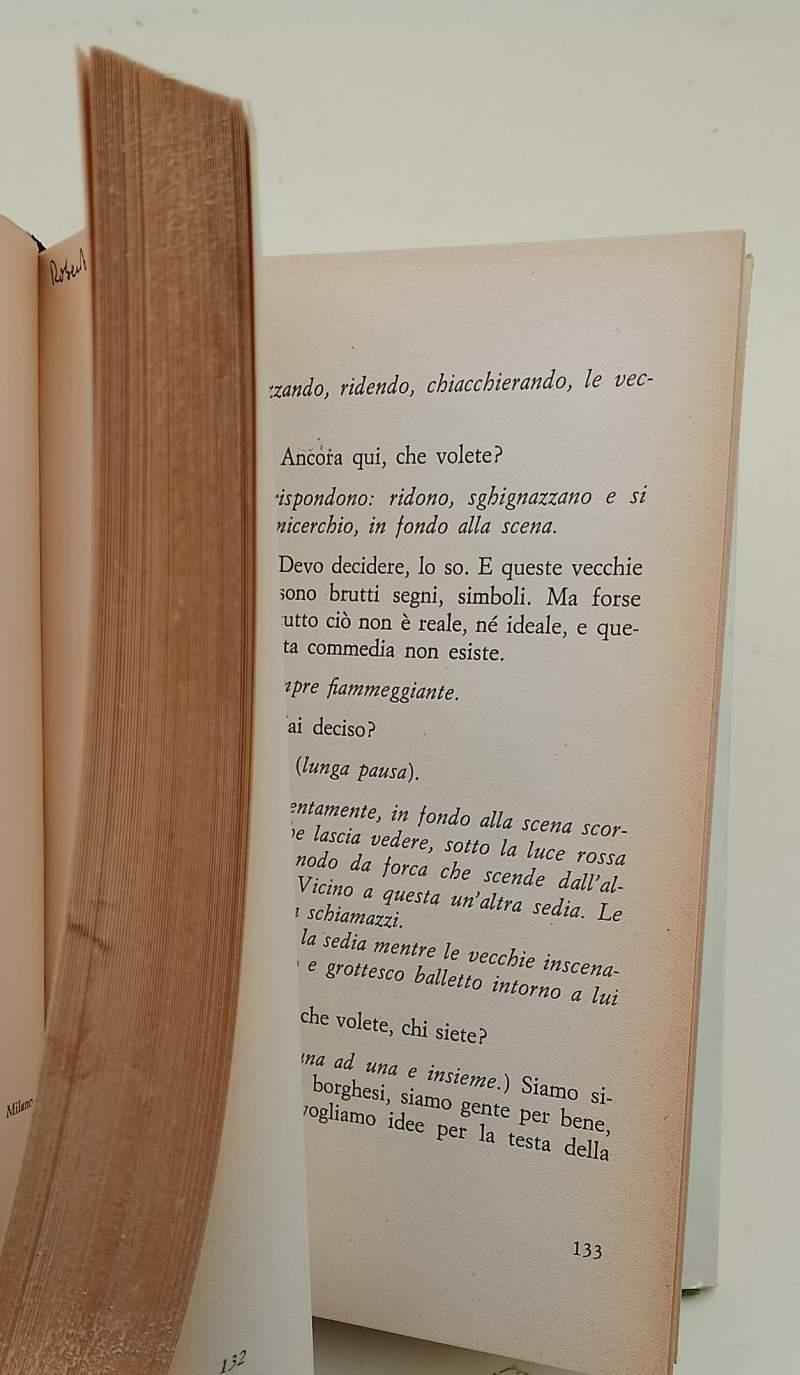 Robert
Milano
132
zzando, ridendo, chiacchierando, le vec-
Ancora qui, che volete?
rispondono: ridono, sghignazzano e si
nicerchio, in fondo alla scena.
Devo decidere, lo so. E queste vecchie
sono brutti segni, simboli. Ma forse
utto ciò non è reale, né ideale, e que-
ta commedia non esiste.
pre fiammeggiante.
ai deciso?
(lunga pausa).
entamente, in fondo alla scena scor-
e lascia vedere, sotto la luce rossa
nodo da forca che scende dall'al-
Vicino a questa un'altra sedia. Le
schiamazzi.
la sedia mentre le vecchie inscena-
e grottesco balletto intorno a lui
che volete, chi siete?
una ad una e insieme.) Siamo si-
borghesi, siamo gente per bene,
vogliamo idee per la testa della
133